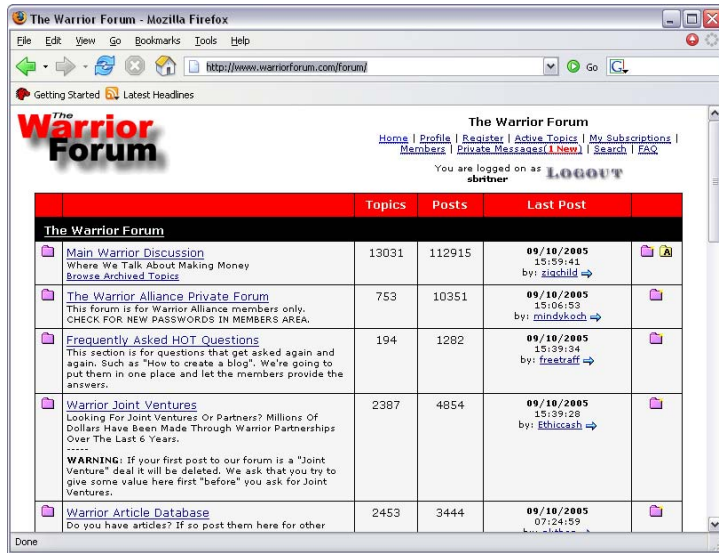 The Warrior Forum - Mozilla Firefox
File Edit View Go Bookmarks Tools Help
http://www.warriorforum.com/forum/
Go
G
Getting Started Latest Headlines
The
Warrior
Forum
The Warrior Forum
Home | Profile | Register | Active Topics | My Subscriptions |
Members | Private Messages(1 New) | Search | FAQ
You are logged on as
sbritner
LOGOUT
Topics Posts Last Post
The Warrior Forum
Main Warrior Discussion
Where We Talk About Making Money
Browse Archived Topics
13031
112915
09/10/2005
15:59:41
by: zigchild
A
The Warrior Alliance Private Forum
This forum is for Warrior Alliance members only.
CHECK FOR NEW PASSWORDS IN MEMBERS AREA.
753
10351
09/10/2005
15:06:53
by: mindykoch
Frequently Asked HOT Questions
This section is for questions that get asked again and
again. Such as "How to create a blog". We're going to
put them in one place and let the members provide the
answers.
194
1282
09/10/2005
15:39:34
by: freetraff
Warrior Joint Ventures
Looking For Joint Ventures Or Partners? Millions Of
Dollars Have Been Made Through Warrior Partnerships
Over The Last 6 Years.
-----
WARNING: If your first post to our forum is a "Joint
Venture" deal it will be deleted. We ask that you try to
give some value here first "before" you ask for Joint
Ventures.
2387
4854
09/10/2005
15:39:28
by: Ethiccash
Warrior Article Database
Do you have articles? If so post them here for other
2453
3444
09/10/2005
07:24:59
Done